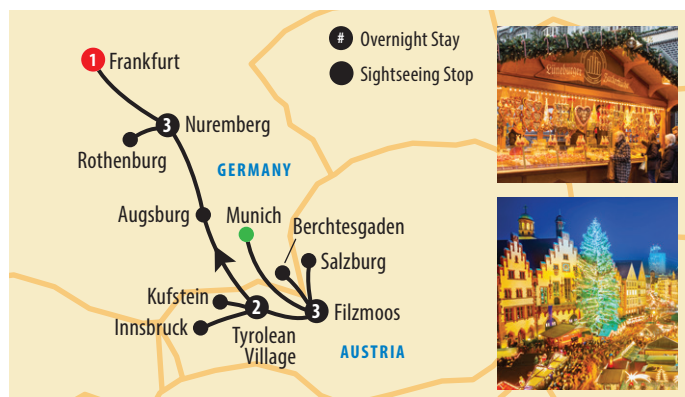 1 Frankfurt
# Overnight Stay
Sightseeing Stop
3 Nuremberg
Rothenburg
GERMANY
Augsburg
Munich
Berchtesgaden
Salzburg
Kufstein
2
3 Filzmoos
Innsbruck
Tyrolean
Village
AUSTRIA
Lüneburger